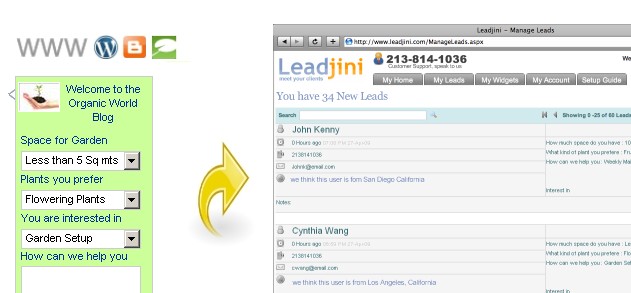 WWW
Welcome to the
Organic World
Blog
Space for Garden
Less than 5 Sq mts
Plants you prefer
Flowering Plants
You are interested in
Garden Setup
How can we help you
Leadjini - Manage Leads
http://www.leadjini.com/ManageLeads.aspx
Leadjini
meet your clients
213-814-1036
Customer Support, speak to us.
We
My Home
My Leads
My Widgets
My Account
Setup Guide
You have 34 New Leads
Search
Showing 0 -25 of 60 Leads
John Kenny
0 Hours ago
2138141036
johnk@email.com
we think this user is from San Diego California
How much space do you have : 10
What kind of plant you pretene : Fru
How can we help you : Weekly Mai
Interest in
Notes:
Cynthia Wang
0 Hours ago
2138141036
cwang@email.com
we think this user is from Los Angeles, California
How much space do you have : Le
What kind of plant you pretene : Flo
How can we help you : Garden Set
Interest in